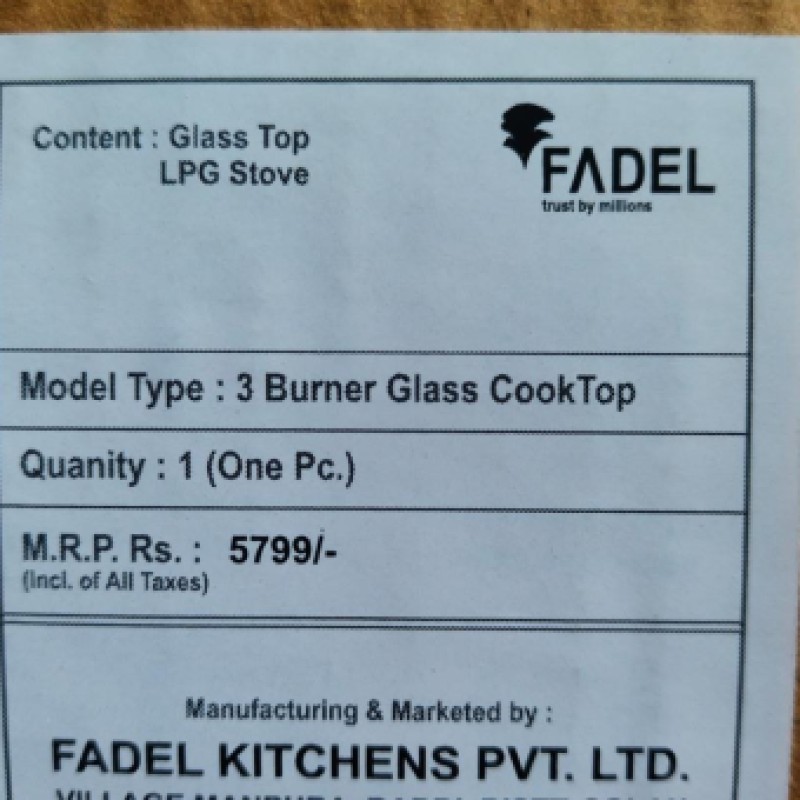 Content : Glass Top
LPG Stove
FADEL
trust by millions
Model Type : 3 Burner Glass CookTop
Quanity : 1 (One Pc.)
M.R.P. Rs. : 5799/-
(Incl. of All Taxes)
Manufacturing & Marketed by :
FADEL KITCHENS PVT. LTD.
VILLAGE